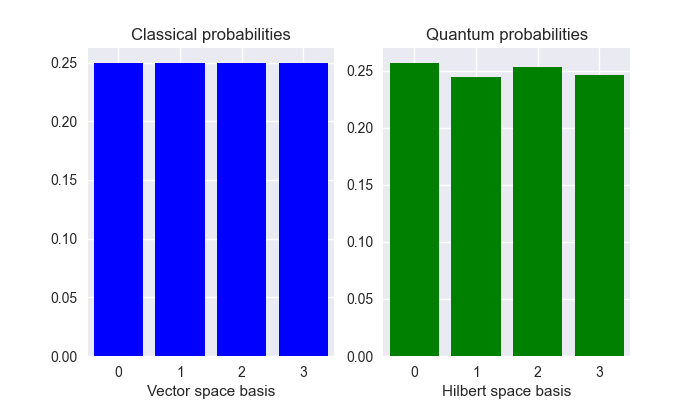 Classical probabilities
0.25
0.20
0.15
0.10
0.05
0.00
0 1 2 3
Vector space basis
Quantum probabilities
0.25
0.20
0.15
0.10
0.05
0.00
0 1 2 3
Hilbert space basis